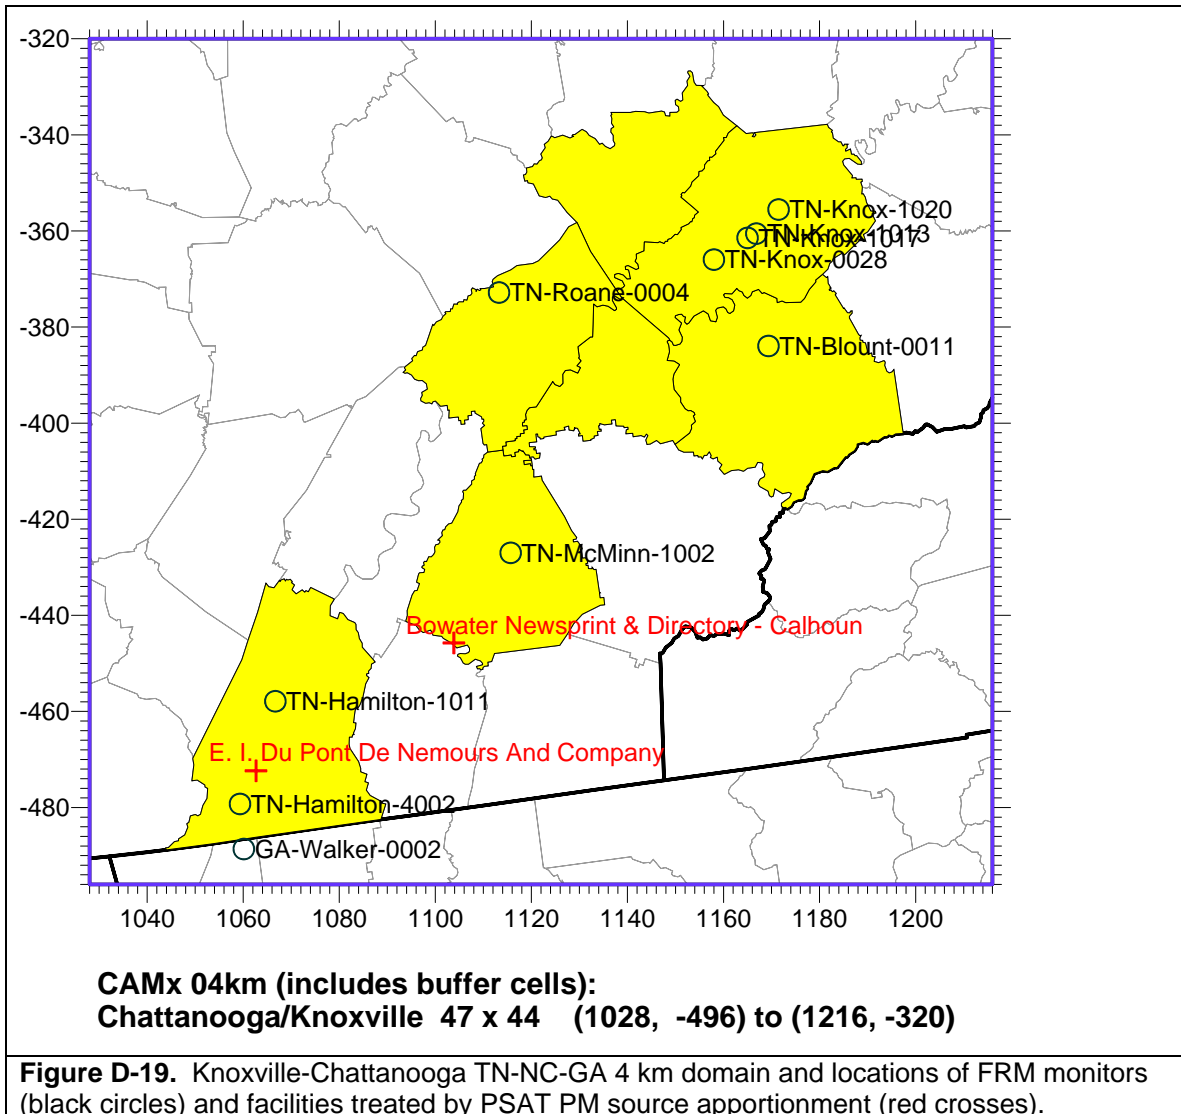 -320
-340
-360
-380
-400
-420
-440
-460
-480
TN-Knox-1020
TN-Knox-1013
TN-Knox-1017
TN-Knox-0028
TN-Roane-0004
TN-Blount-0011
TN-McMinn-1002
Bowater Newsprint & Directory - Calhoun
TN-Hamilton-1011
E. I. Du Pont De Nemours And Company
TN-Hamilton-4002
GA-Walker-0002
1040 1060 1080 1100 1120 1140 1160 1180 1200
CAMx 04km (includes buffer cells):
Chattanooga/Knoxville 47 x 44 (1028, -496) to (1216, -320)
Figure D-19. Knoxville-Chattanooga TN-NC-GA 4 km domain and locations of FRM monitors
(black circles) and facilities treated by PSAT PM source apportionment (red crosses).